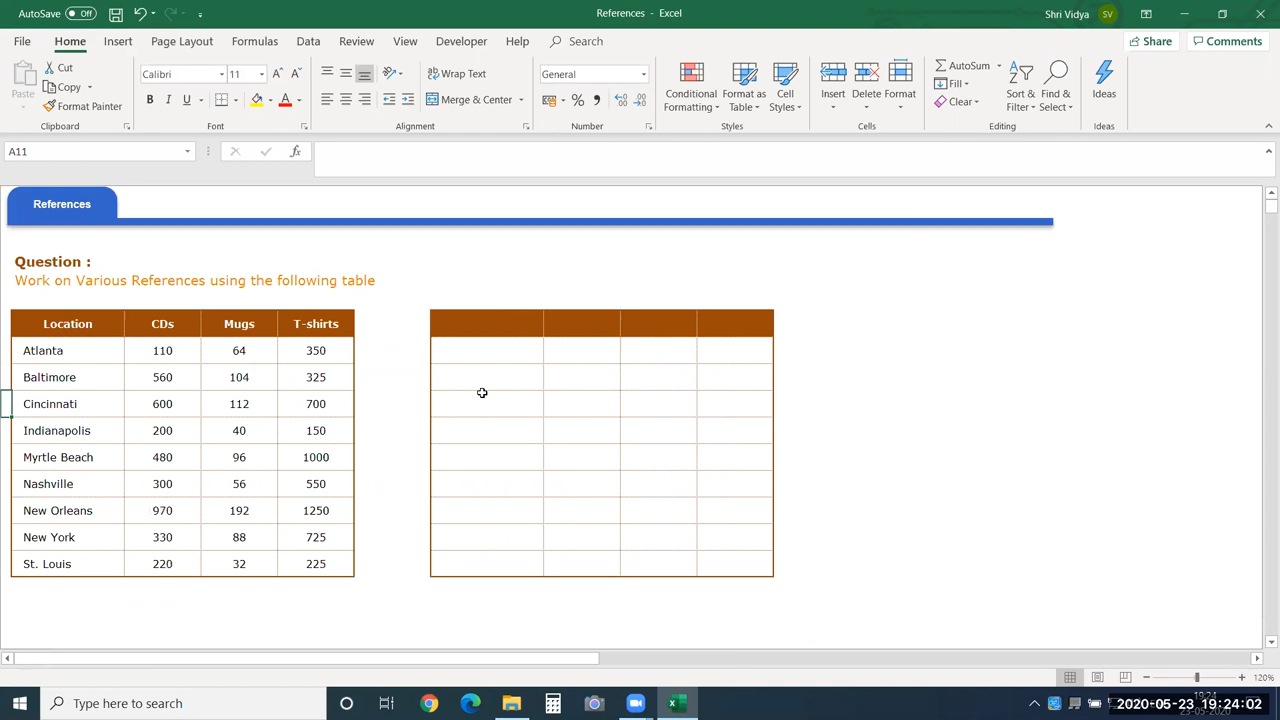 AutoSave Off
References - Excel
Shri Vidya SV
File Home Insert Page Layout Formulas Data Review View Developer Help Search
Share Comments
Paste
Cut
Copy
Format Painter
Clipboard
Calibri 11
B I U
Font
Wrap Text
Merge & Center
Alignment
General
Number
Conditional Formatting
Format as Table
Cell Styles
Styles
Insert Delete Format
Cells
AutoSum
Fill
Clear
Sort & Filter
Find & Select
Editing
Ideas
Ideas
A11
fx
References
Question :
Work on Various References using the following table
Location CDs Mugs T-shirts
Atlanta 110 64 350
Baltimore 560 104 325
Cincinnati 600 112 700
Indianapolis 200 40 150
Myrtle Beach 480 96 1000
Nashville 300 56 550
New Orleans 970 192 1250
New York 330 88 725
St. Louis 220 32 225
120%
Type here to search
19:24
2020-05-23 19:24:02
23-05-2020